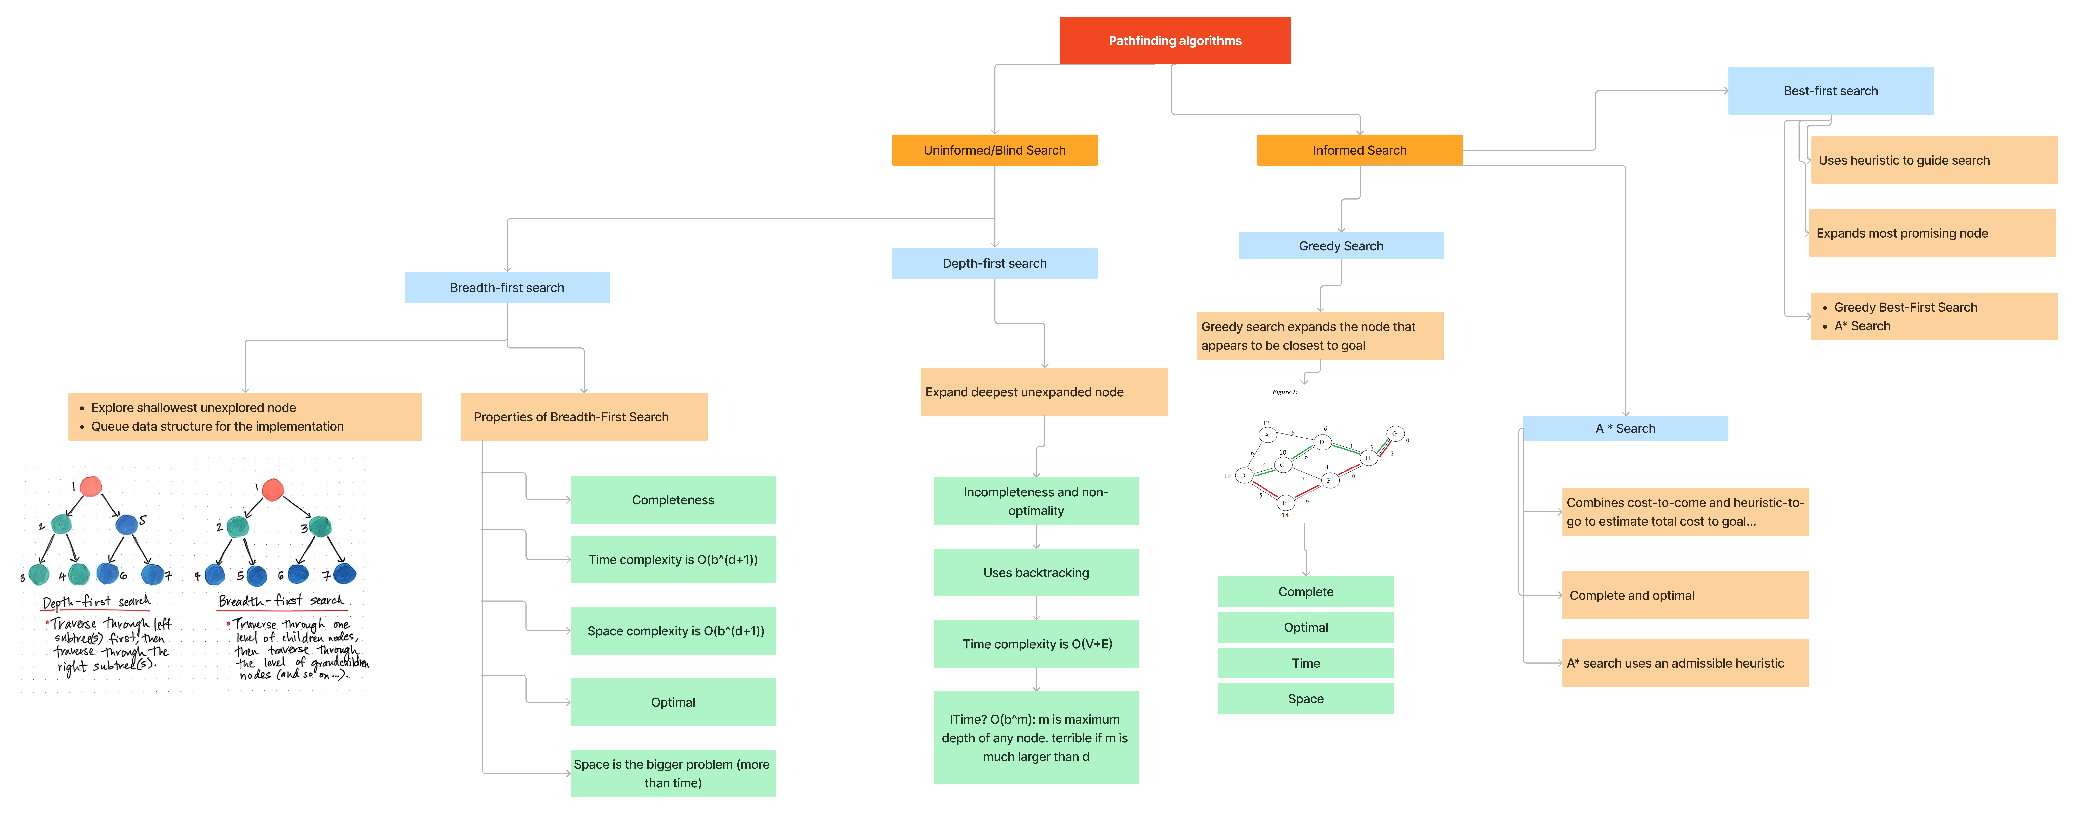 Pathfinding algorithms
Best-first search
Uninformed/Blind Search
Informed Search
Uses heuristic to guide search
Expands most promising node
• Greedy Best-First Search
• A* Search
Greedy Search
Depth-first search
Breadth-first search
Greedy search expands the node that
appears to be closest to goal
Expand deepest unexpanded node
Figure 1:
• Explore shallowest unexplored node
• Queue data structure for the implementation
Properties of Breadth-First Search
A * Search
1
2
5
3
4
6
7
Depth-first search
• Traverse through left
subtree(s) first, then
traverse through the
right subtree(s).
1
2
3
4
5
6
7
Breadth-first search
• Traverse through one
level of children nodes,
then traverse through
the level of grandchildren
nodes (and so on...).
Completeness
Time complexity is O(b^(d+1))
Space complexity is O(b^(d+1))
Optimal
Space is the bigger problem (more
than time)
Incompleteness and non-
optimality
Uses backtracking
Time complexity is O(V+E)
ITime? O(b^m): m is maximum
depth of any node. terrible if m is
much larger than d
Complete
Optimal
Time
Space
Combines cost-to-come and heuristic-to-
go to estimate total cost to goal...
Complete and optimal
A* search uses an admissible heuristic